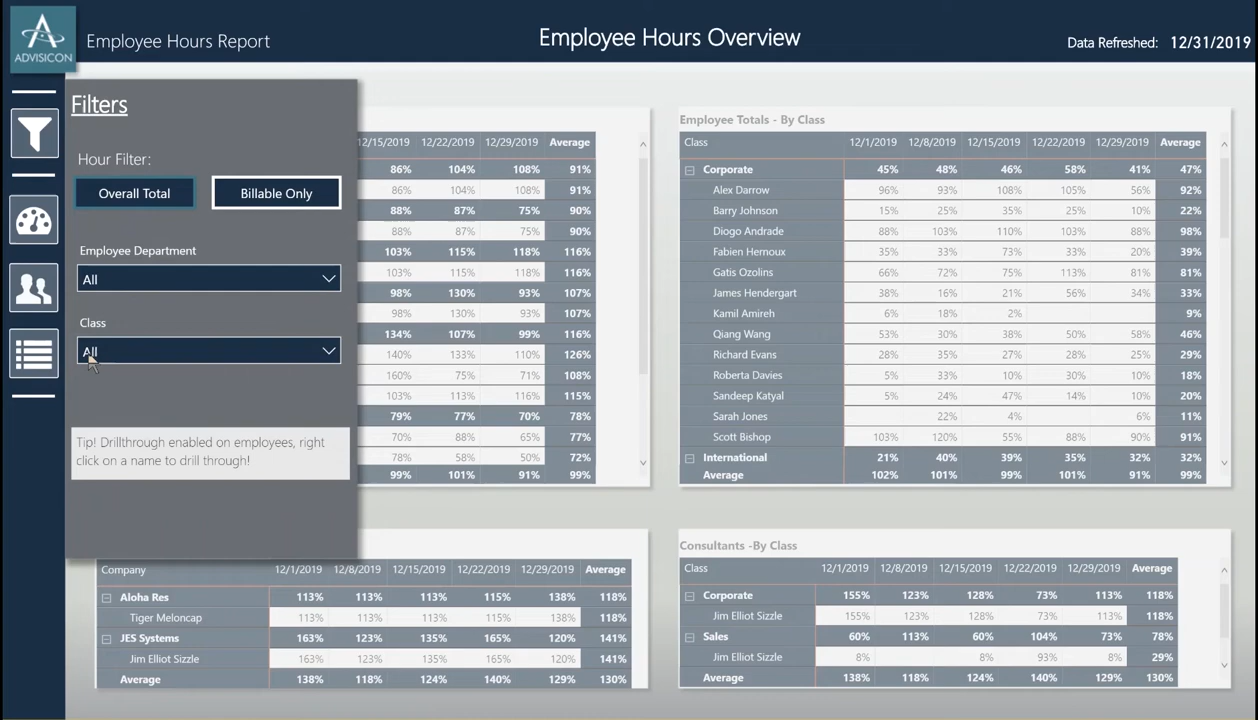 ADVISICON
Employee Hours Report
Employee Hours Overview
Data Refreshed: 12/31/2019
Filters
Hour Filter:
Overall Total
Billable Only
Employee Department
All
Class
All
Tip! Drillthrough enabled on employees, right
click on a name to drill through!
12/15/2019 12/22/2019 12/29/2019 Average
86% 104% 108% 91%
86% 104% 108% 91%
88% 87% 75% 90%
88% 87% 75% 90%
103% 115% 118% 116%
103% 115% 118% 116%
98% 130% 93% 107%
98% 130% 93% 107%
134% 107% 99% 116%
140% 133% 110% 126%
160% 75% 71% 108%
103% 113% 116% 115%
79% 77% 70% 78%
70% 88% 65% 77%
78% 58% 50% 72%
99% 101% 91% 99%
Employee Totals - By Class
Class 12/1/2019 12/8/2019 12/15/2019 12/22/2019 12/29/2019 Average
Corporate 45% 48% 46% 58% 41% 47%
Alex Darrow 96% 93% 108% 105% 56% 92%
Barry Johnson 15% 25% 35% 25% 10% 22%
Diogo Andrade 88% 103% 110% 103% 88% 98%
Fabien Hernoux 35% 33% 73% 33% 20% 39%
Gatis Ozolins 66% 72% 75% 113% 81% 81%
James Hendergart 38% 16% 21% 56% 34% 33%
Kamil Amireh 6% 18% 2% 9%
Qiang Wang 53% 30% 38% 50% 58% 46%
Richard Evans 28% 35% 27% 28% 25% 29%
Roberta Davies 5% 33% 10% 30% 10% 18%
Sandeep Katyal 5% 24% 47% 14% 10% 20%
Sarah Jones 22% 4% 6% 11%
Scott Bishop 103% 120% 55% 88% 90% 91%
International 21% 40% 39% 35% 32% 32%
Average 102% 101% 99% 101% 91% 99%
Company 12/1/2019 12/8/2019 12/15/2019 12/22/2019 12/29/2019 Average
Aloha Res 113% 113% 113% 115% 138% 118%
Tiger Meloncap 113% 113% 113% 115% 138% 118%
JES Systems 163% 123% 135% 165% 120% 141%
Jim Elliot Sizzle 163% 123% 135% 165% 120% 141%
Average 138% 118% 124% 140% 129% 130%
Consultants -By Class
Class 12/1/2019 12/8/2019 12/15/2019 12/22/2019 12/29/2019 Average
Corporate 155% 123% 128% 73% 113% 118%
Jim Elliot Sizzle 155% 123% 128% 73% 113% 118%
Sales 60% 113% 60% 104% 73% 78%
Jim Elliot Sizzle 8% 8% 93% 8% 29%
Average 138% 118% 124% 140% 129% 130%